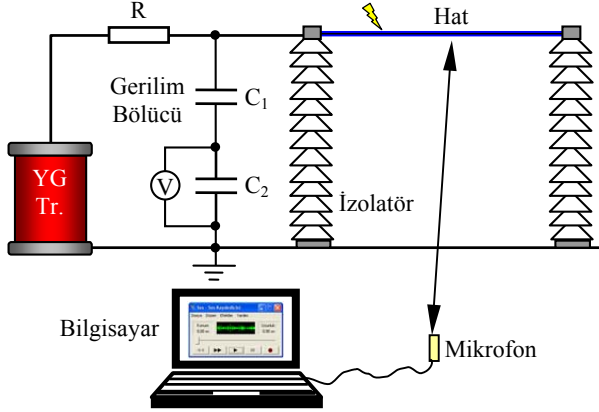 R
Hat
Gerilim
Bölücü
C1
YG
Tr.
V
C2
İzolatör
Bilgisayar
Mikrofon